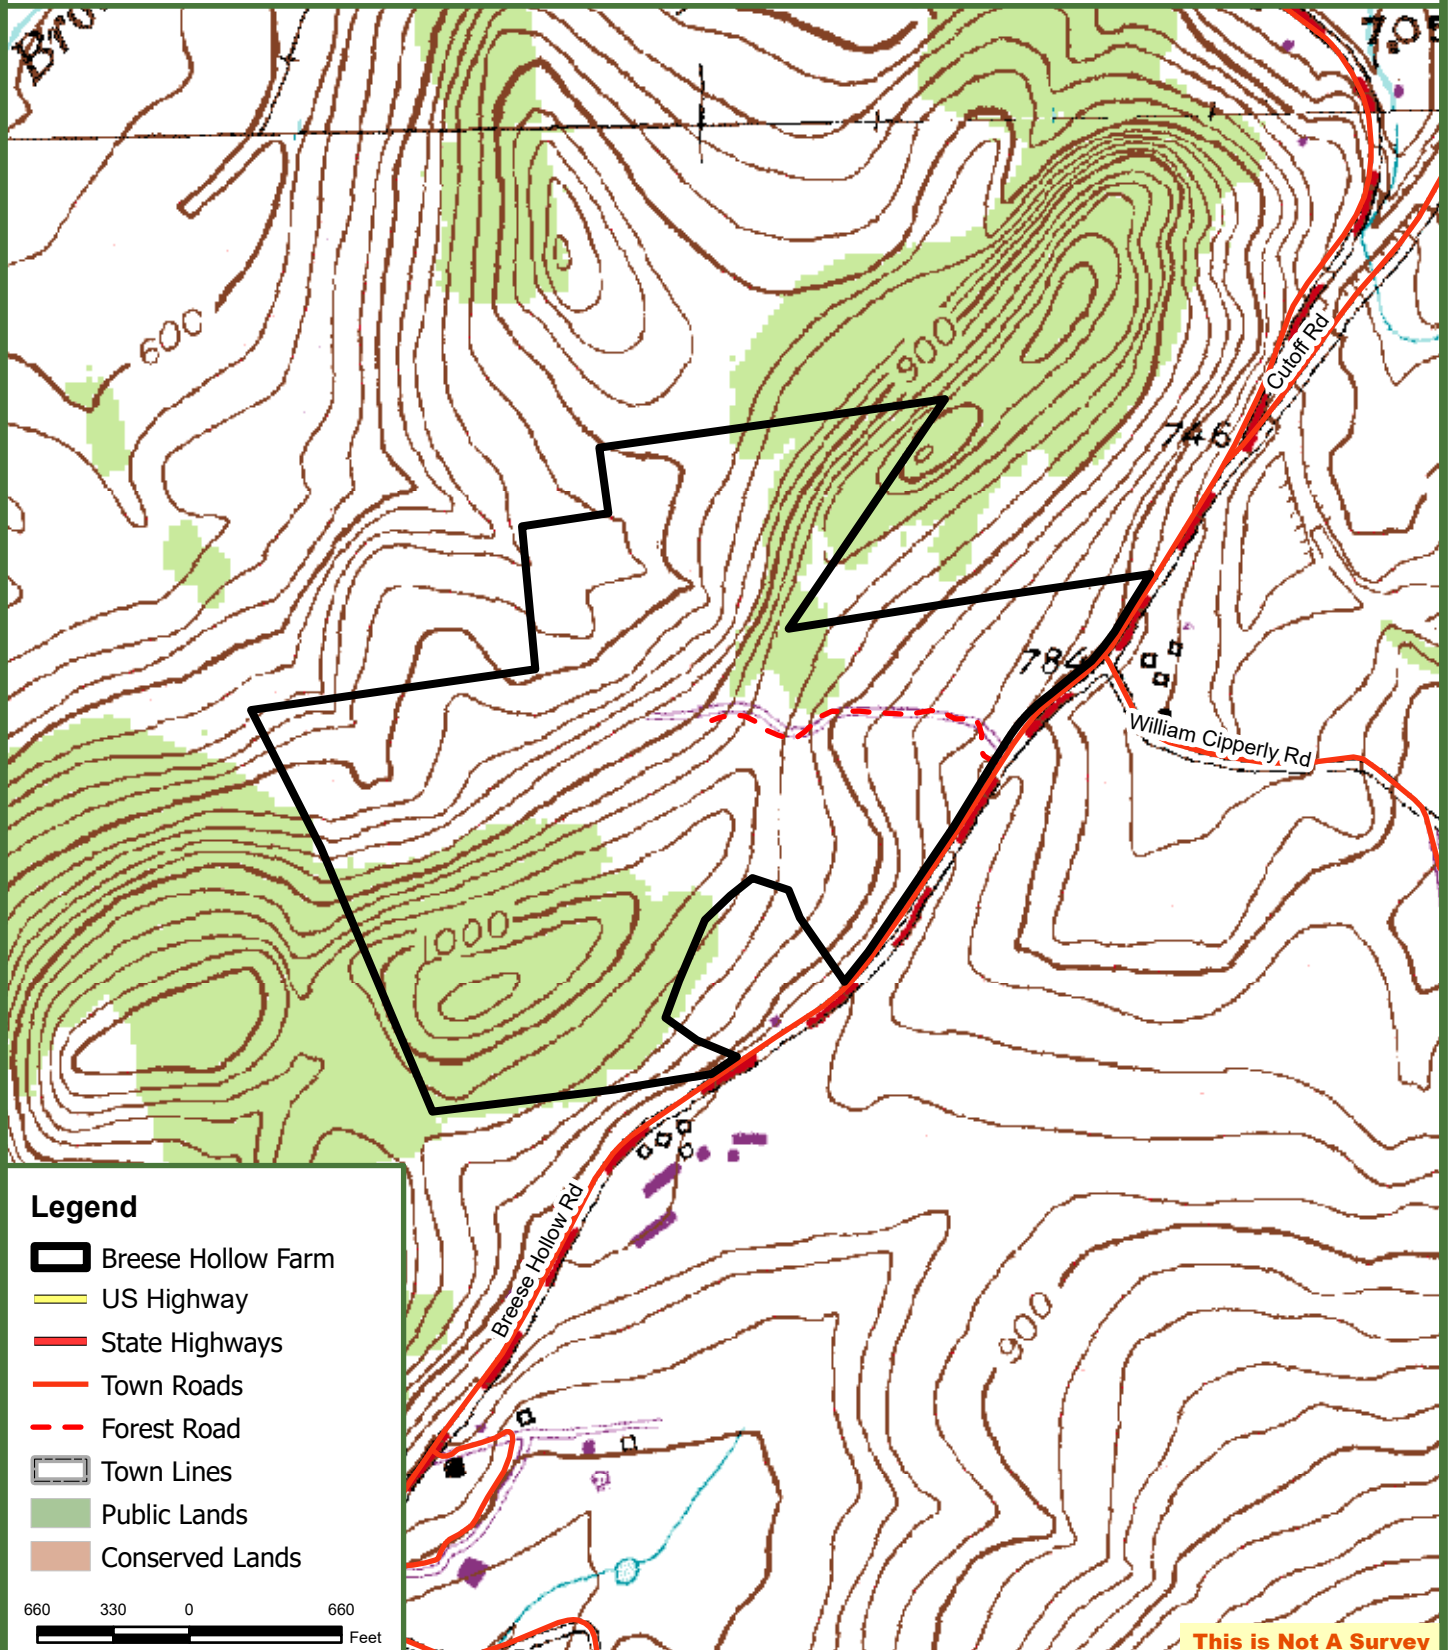 Bro
705
600
900
Cutoff Rd
746
784
William Cipperly Rd
1000
Breese Hollow Rd
900
Legend
Breese Hollow Farm
US Highway
State Highways
Town Roads
Forest Road
Town Lines
Public Lands
Conserved Lands
660 330 0 660
Feet
This is Not A Survey